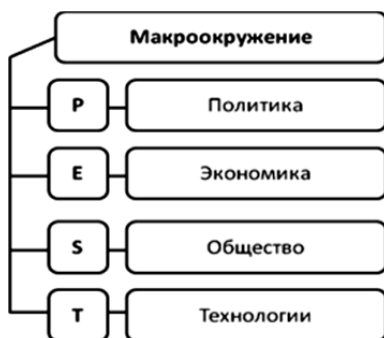 Макроокружение
P Политика
E Экономика
S Общество
T Технологии